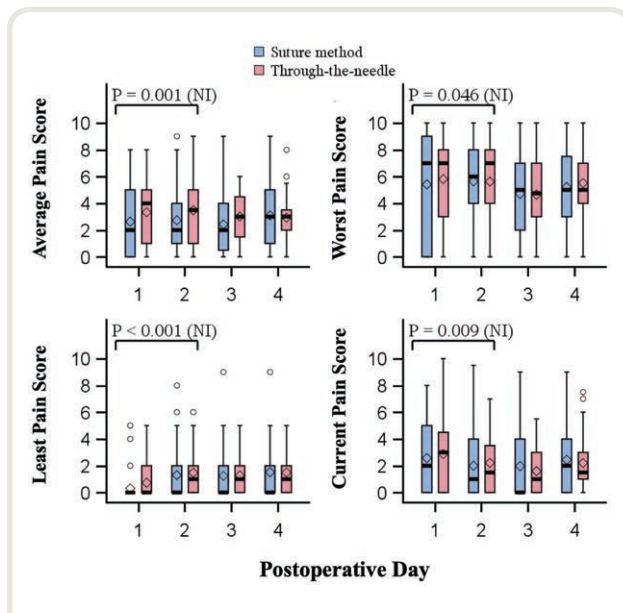 Suture method
Through-the-needle
P = 0.001 (NI)
Average Pain Score
10
8
6
4
2
0
1 2 3 4
P = 0.046 (NI)
Worst Pain Score
10
8
6
4
2
0
1 2 3 4
P < 0.001 (NI)
Least Pain Score
10
8
6
4
2
0
1 2 3 4
P = 0.009 (NI)
Current Pain Score
10
8
6
4
2
0
1 2 3 4
Postoperative Day